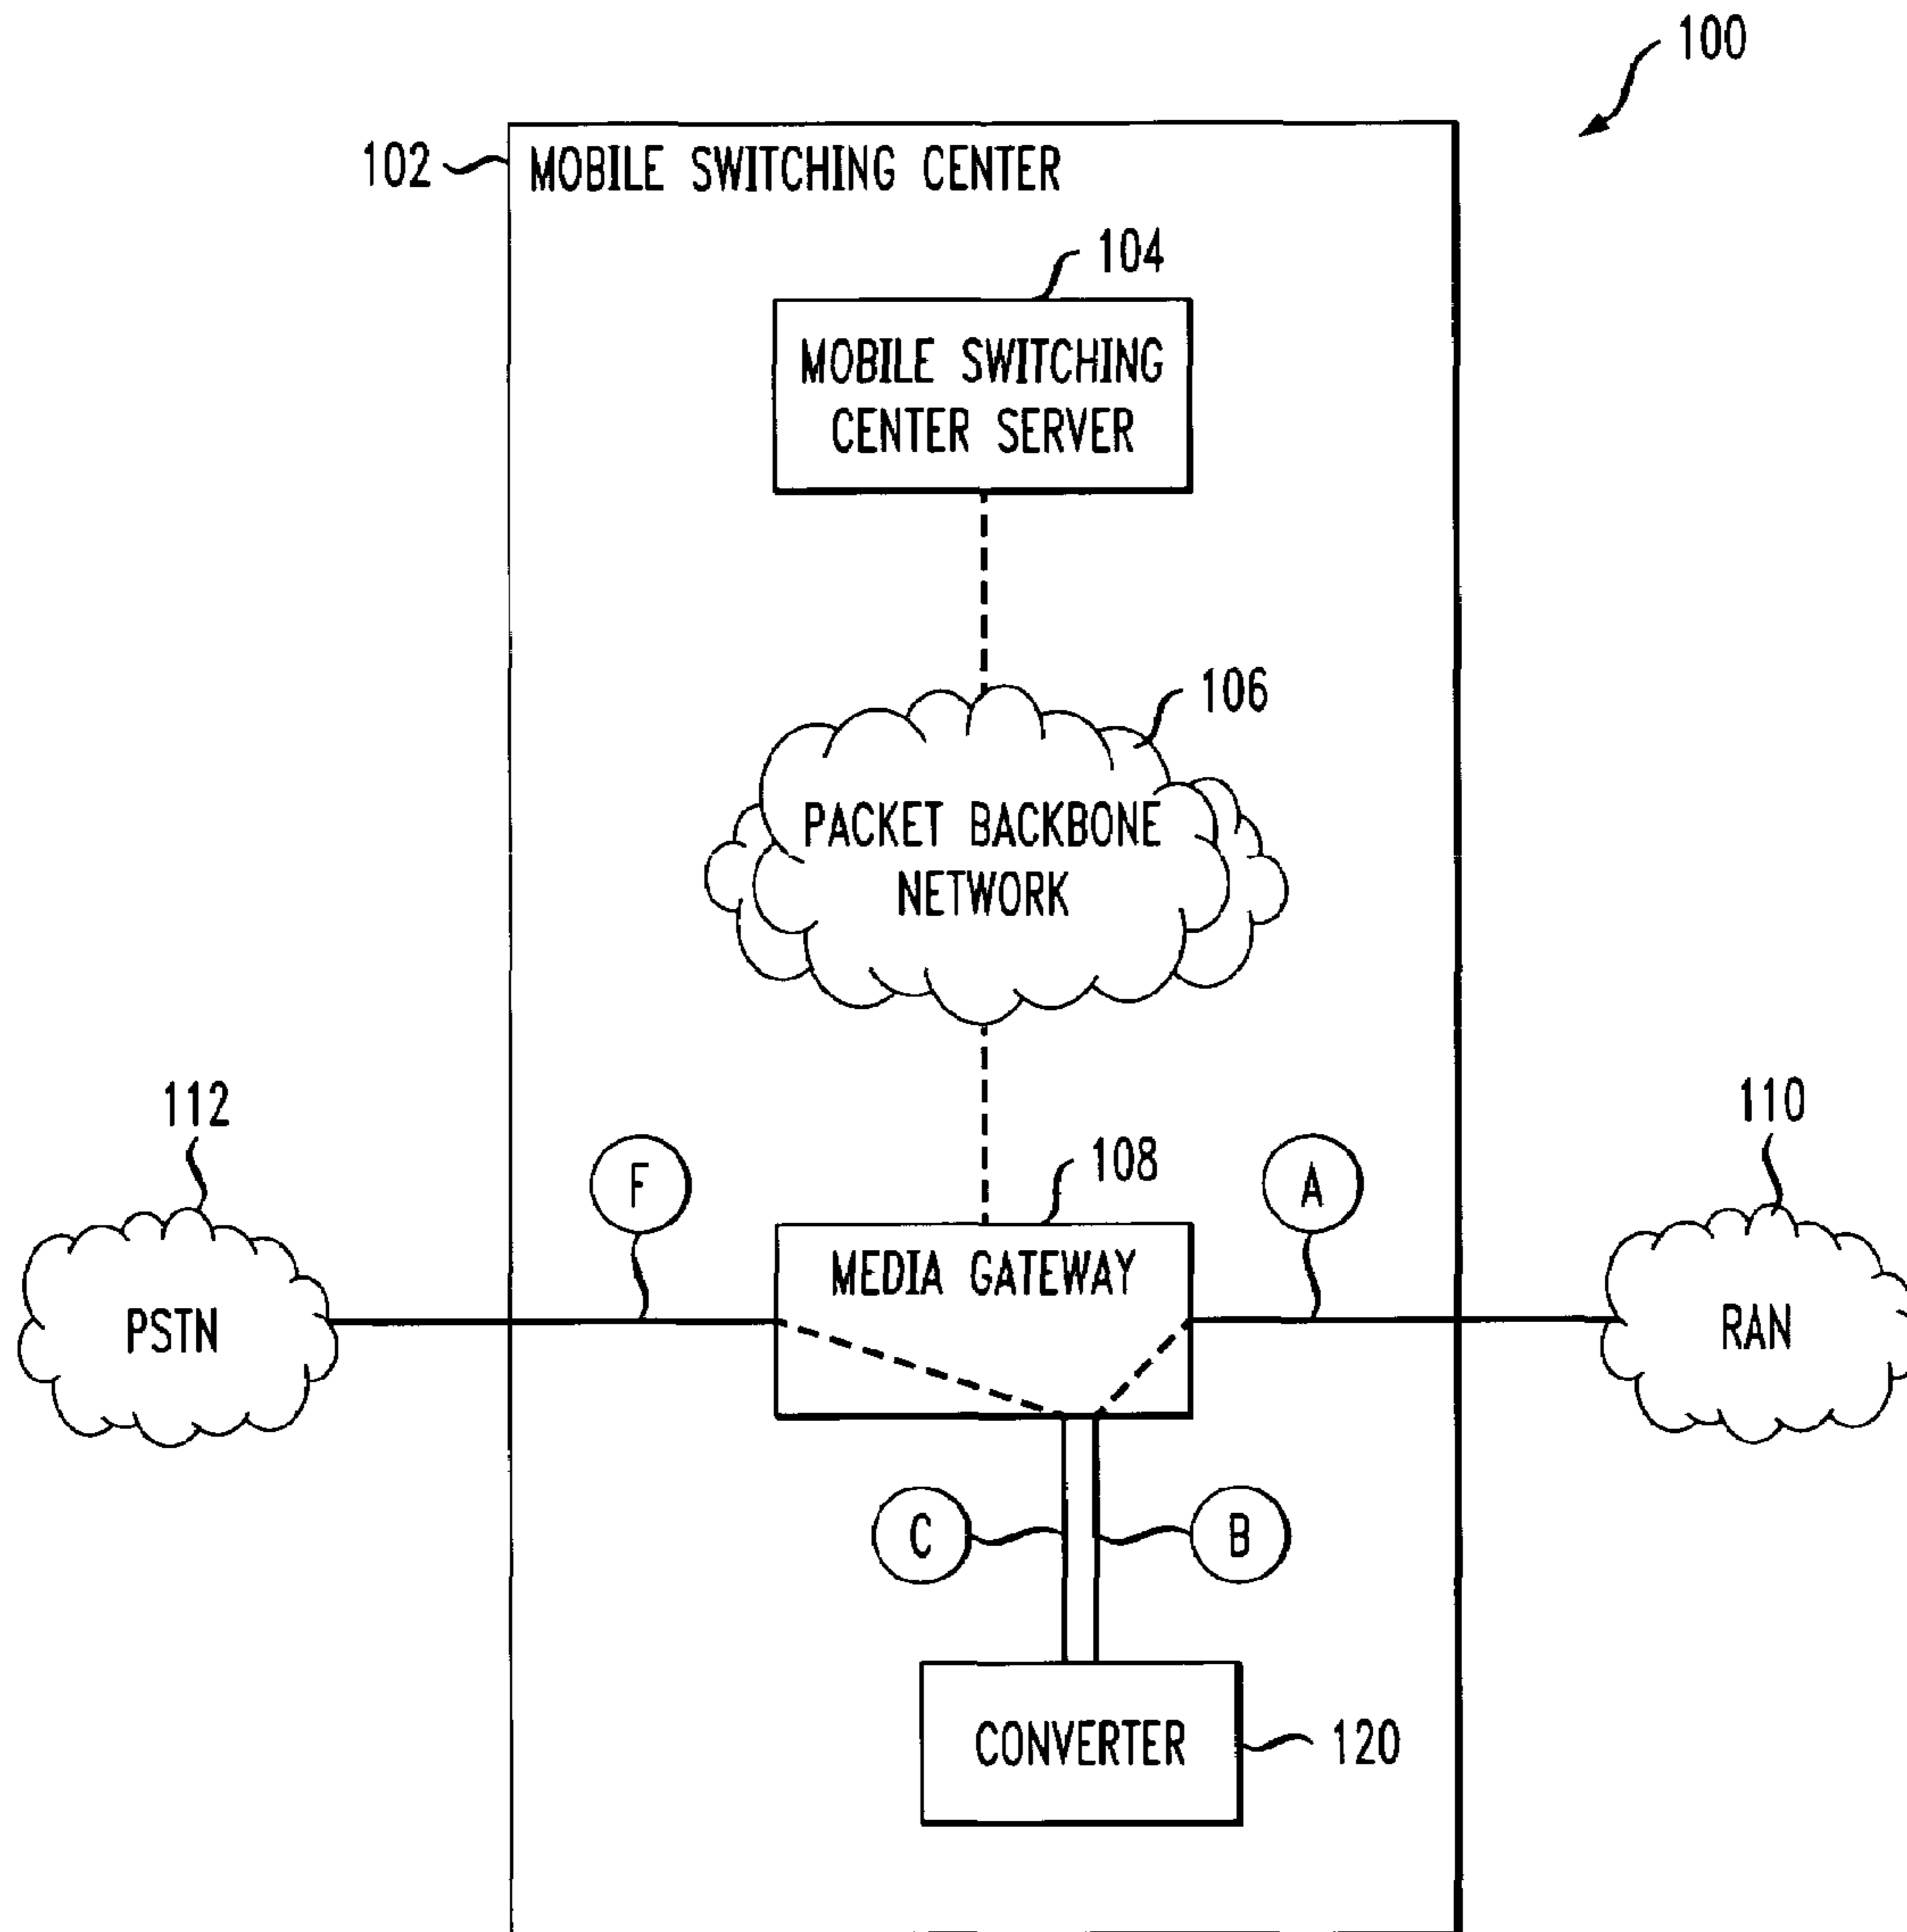 100
102
MOBILE SWITCHING CENTER
104
MOBILE SWITCHING
CENTER SERVER
106
PACKET BACKBONE
NETWORK
112
110
F
108
A
MEDIA GATEWAY
PSTN
RAN
C
B
CONVERTER
120